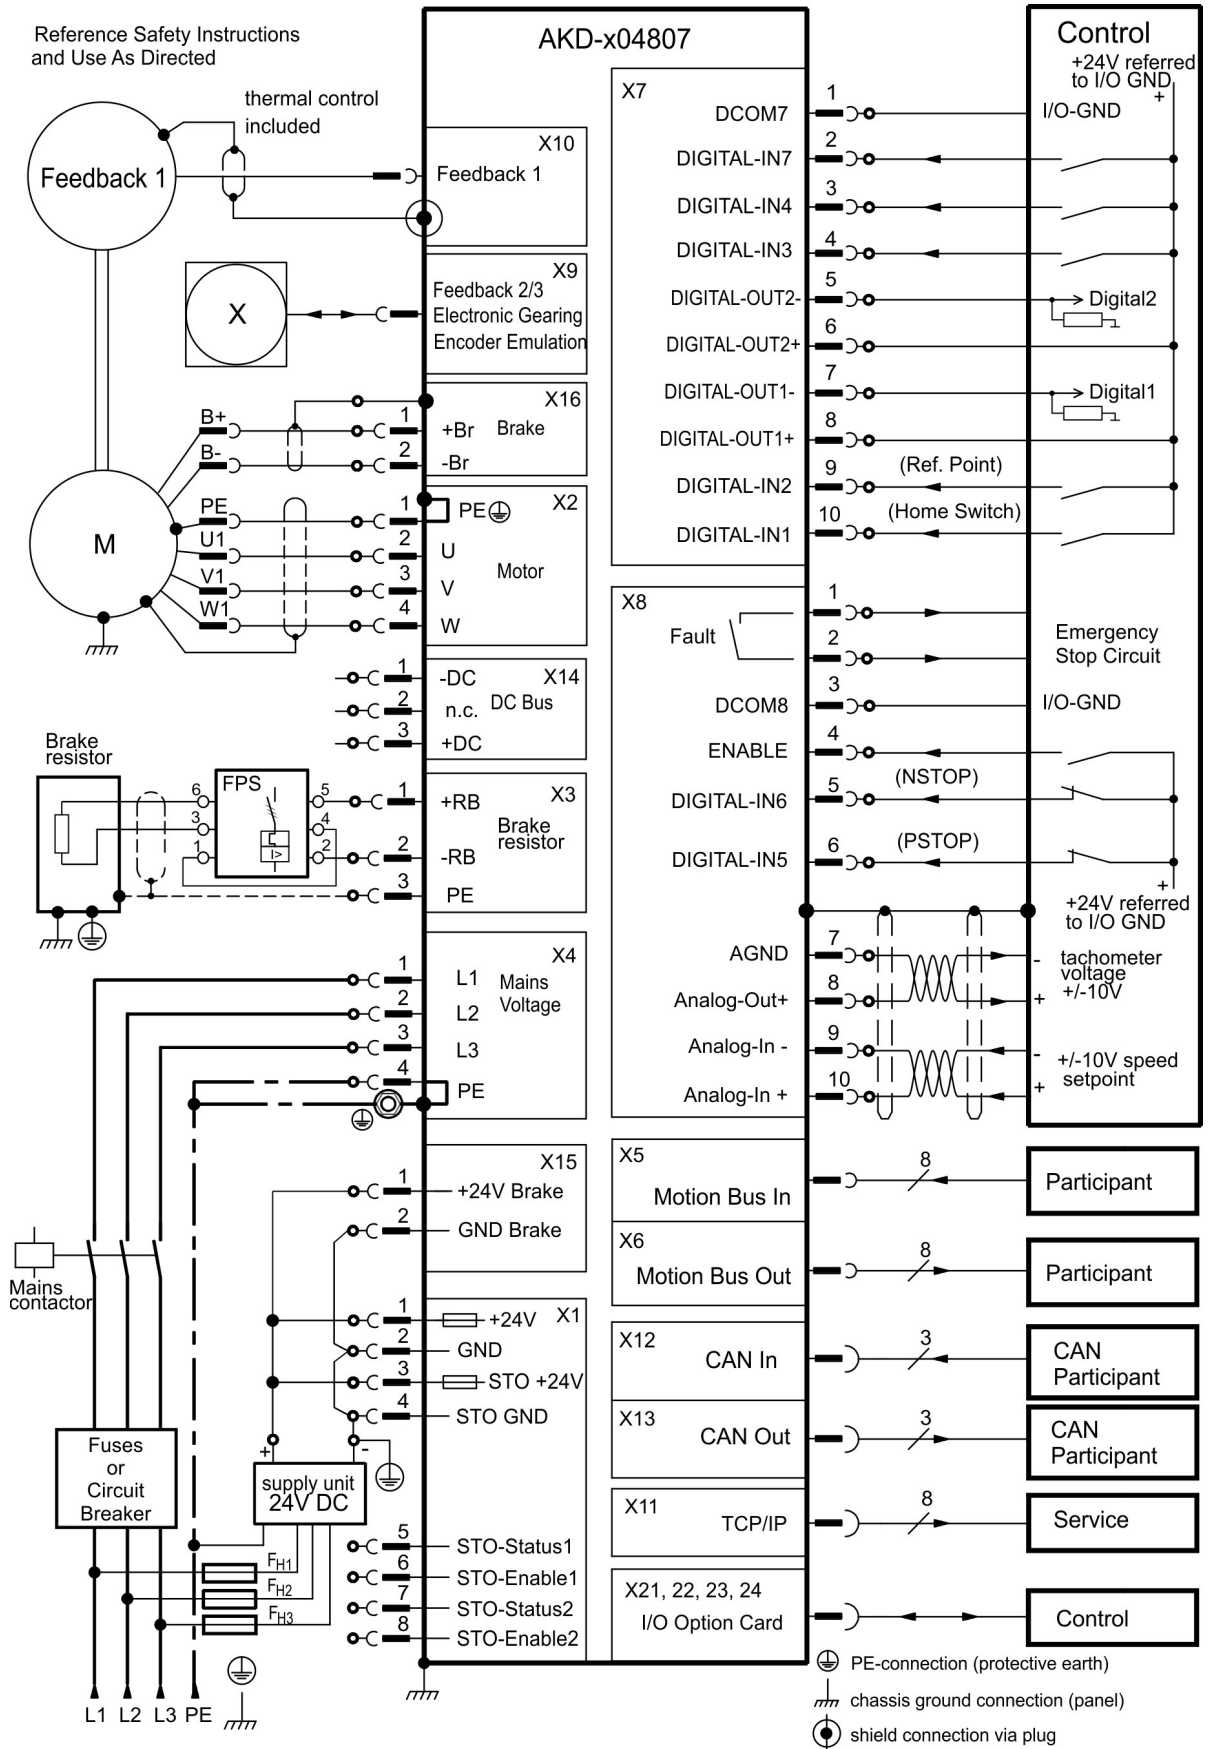 Reference Safety Instructions
and Use As Directed
AKD-x04807
Control
+24V referred
to I/O GND
+
thermal control
included
Feedback 1
X10
Feedback 1
X
X9
Feedback 2/3
Electronic Gearing
Encoder Emulation
B+
B-
1
2
+Br
-Br
Brake
X16
M
PE
U1
V1
W1
1
2
3
4
PE
U
V
W
Motor
X2
1
2
3
-DC
n.c.
+DC
DC Bus
X14
Brake
resistor
FPS
6
3
1
5
4
2
I>
1
2
3
+RB
-RB
PE
X3
Brake
resistor
1
2
3
4
L1
L2
L3
PE
X4
Mains
Voltage
X15
1
+24V Brake
2
GND Brake
Mains
contactor
X1
1
+24V
2
GND
3
STO +24V
4
STO GND
+
-
Fuses
or
Circuit
Breaker
supply unit
24V DC
5
STO-Status1
6
STO-Enable1
7
STO-Status2
8
STO-Enable2
FH1
FH2
FH3
L1
L2
L3
PE
X7
DCOM7
1
I/O-GND
DIGITAL-IN7
2
DIGITAL-IN4
3
DIGITAL-IN3
4
DIGITAL-OUT2-
5
Digital2
DIGITAL-OUT2+
6
DIGITAL-OUT1-
7
Digital1
DIGITAL-OUT1+
8
DIGITAL-IN2
9
(Ref. Point)
DIGITAL-IN1
10
(Home Switch)
X8
Fault
1
2
Emergency
Stop Circuit
DCOM8
3
I/O-GND
ENABLE
4
DIGITAL-IN6
5
(NSTOP)
DIGITAL-IN5
6
(PSTOP)
+
+24V referred
to I/O GND
AGND
7
-
tachometer
voltage
+/-10V
Analog-Out+
8
+
Analog-In -
9
-
+/-10V speed
setpoint
Analog-In +
10
+
X5
Motion Bus In
8
Participant
X6
Motion Bus Out
8
Participant
X12
CAN In
3
CAN
Participant
X13
CAN Out
3
CAN
Participant
X11
TCP/IP
8
Service
X21, 22, 23, 24
I/O Option Card
Control
PE-connection (protective earth)
chassis ground connection (panel)
shield connection via plug